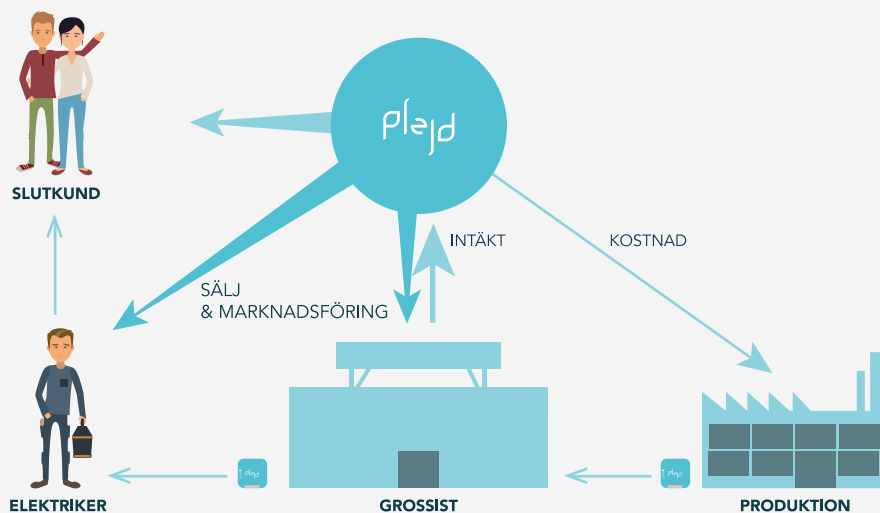 plejd
SLUTKUND
INTÄKT
KOSTNAD
SÄLJ
& MARKNADSFÖRING
plejd
plejd
ELEKTRIKER
GROSSIST
PRODUKTION